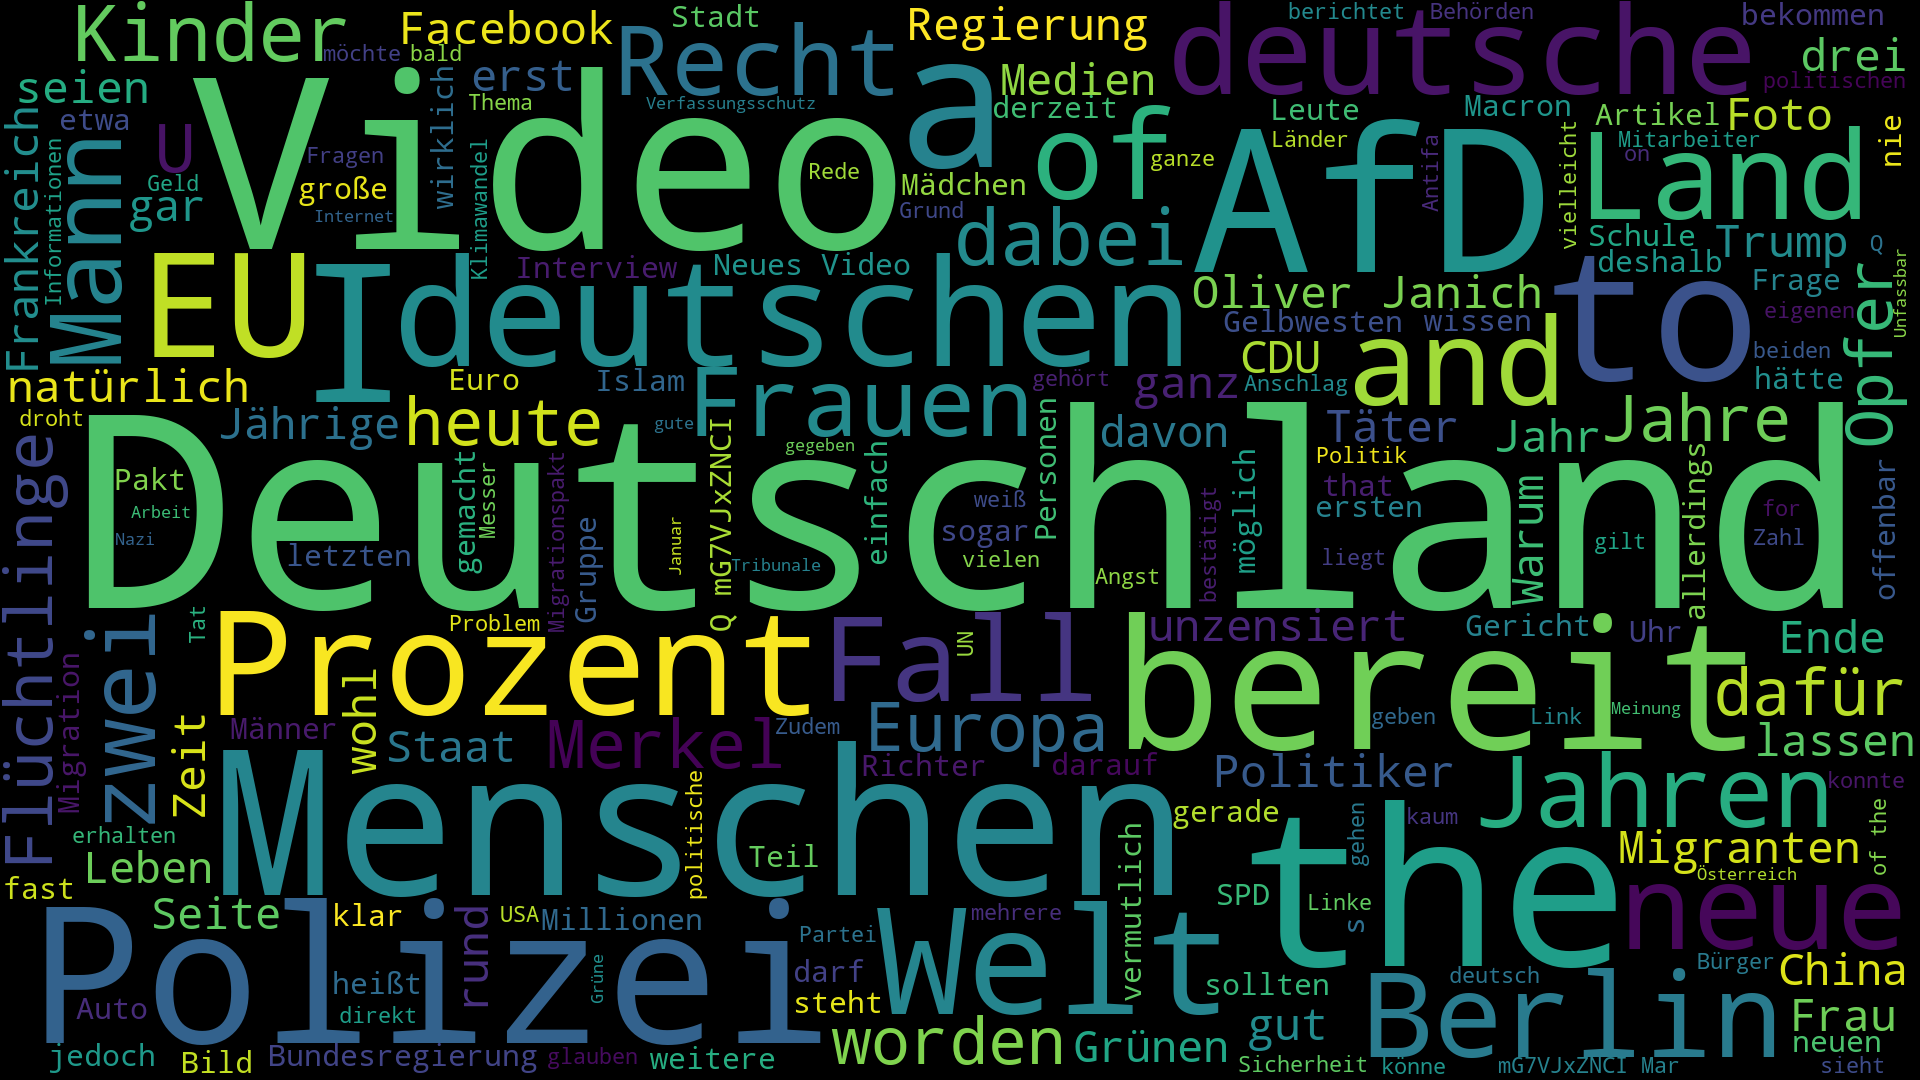 Kinder
möchte
bald
Facebook
Stadt
Recht
erst
Thema
Verfassungsschutz
Regierung
Medien
derzeit
a
of
deutsche
berichtet
Behörden
bekommen
drei
politischen
seien
etwa
U
Video
Fragen
große
Internet
wirklich
Klimawandel
Rede
Mädchen
Grund
ganze
Leute
Länder
Macron
Antifa
vielleicht
Artikel
Foto
Mitarbeiter
on
nie
Land
AfD
Frankreich
Informationen
Mann
Geld
gar
EU
I
deutschen
Interview
Neues Video
dabei
Oliver Janich
Gelbwesten
wissen
Schule
Trump
Q
deshalb
Frage
eigenen
Unfassbar
Opfer
to
beiden
hätte
natürlich
droht
Jährige
Euro
heute
Islam
gute
Frauen
gehört
ganz
CDU
Anschlag
and
Täter
Jahr
Jahre
Flüchtlinge
Pakt
Arbeit
Nazi
Deutschland
letzten
gemacht
Messer
Migrationspakt
Gruppe
Januar
Q mG7VJxZNCI
Tribunale
gegeben
einfach
weiß
sogar
vielen
Personen
davon
Angst
bestätigt
möglich
Politik
that
ersten
liegt
Warum
gilt
allerdings
for
Zahl
offenbar
Migration
zwei
Tat
Zeit
Prozent
Problem
Männer
wohl
Staat
Merkel
Zudem
Fall
UN
Europa
Richter
darauf
bereit
unzensiert
Gericht
Uhr
Ende
geben
Link
Meinung
dafür
lassen
Politiker
Jahren
konnte
erhalten
Leben
fast
Menschen
politische
Teil
gerade
vermutlich
the
gehen
kaum
Migranten
of the
Österreich
SPD
Linke
s
neue
Seite
klar
rund
USA
Millionen
Partei
mehrere
Welt
Polizei
Auto
heißt
direkt
Grüne
darf
steht
sollten
deutsch
Bürger
China
Berlin
gut
Frau
neuen
jedoch
Bild
Bundesregierung
glauben
weitere
worden
Grünen
Sicherheit
könne
mG7VJxZNCI Mar
sieht